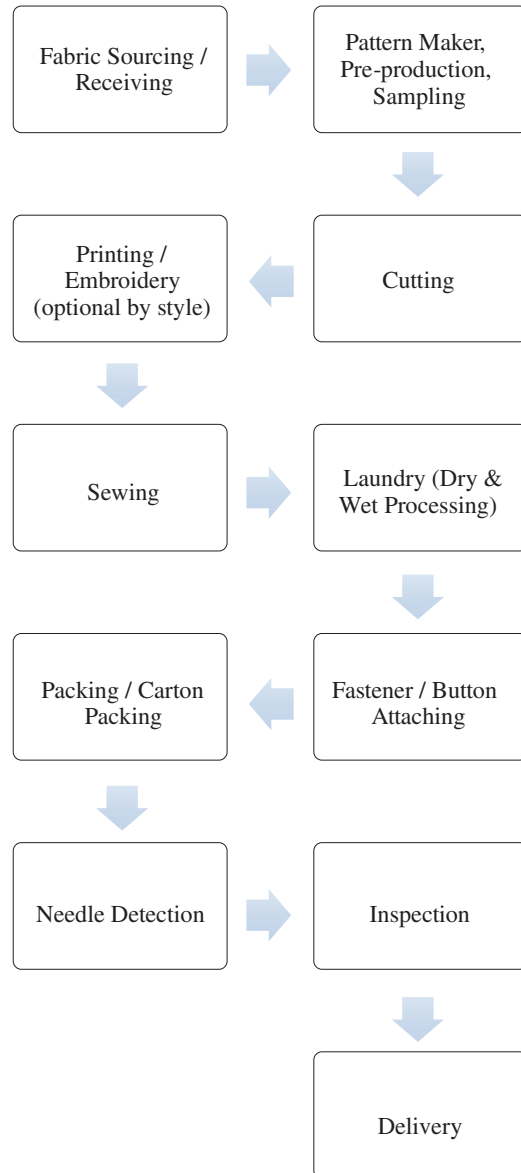 Fabric Sourcing /
Receiving
Pattern Maker,
Pre-production,
Sampling
Cutting
Printing /
Embroidery
(optional by style)
Sewing
Laundry (Dry &
Wet Processing)
Fastener / Button
Attaching
Packing / Carton
Packing
Needle Detection
Inspection
Delivery